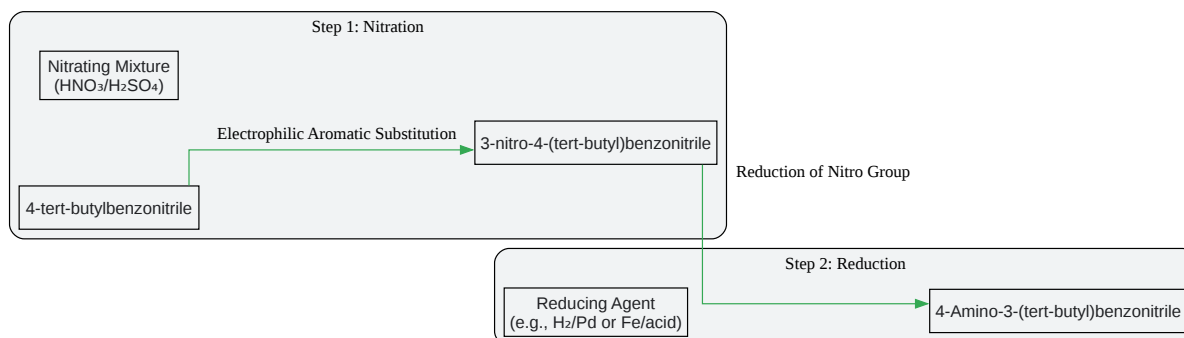 Step 1: Nitration
Nitrating Mixture
(HNO₃/H₂SO₄)
Electrophilic Aromatic Substitution
3-nitro-4-(tert-butyl)benzonitrile
4-tert-butylbenzonitrile
Reduction of Nitro Group
Step 2: Reduction
Reducing Agent
(e.g., H₂/Pd or Fe/acid)
4-Amino-3-(tert-butyl)benzonitrile